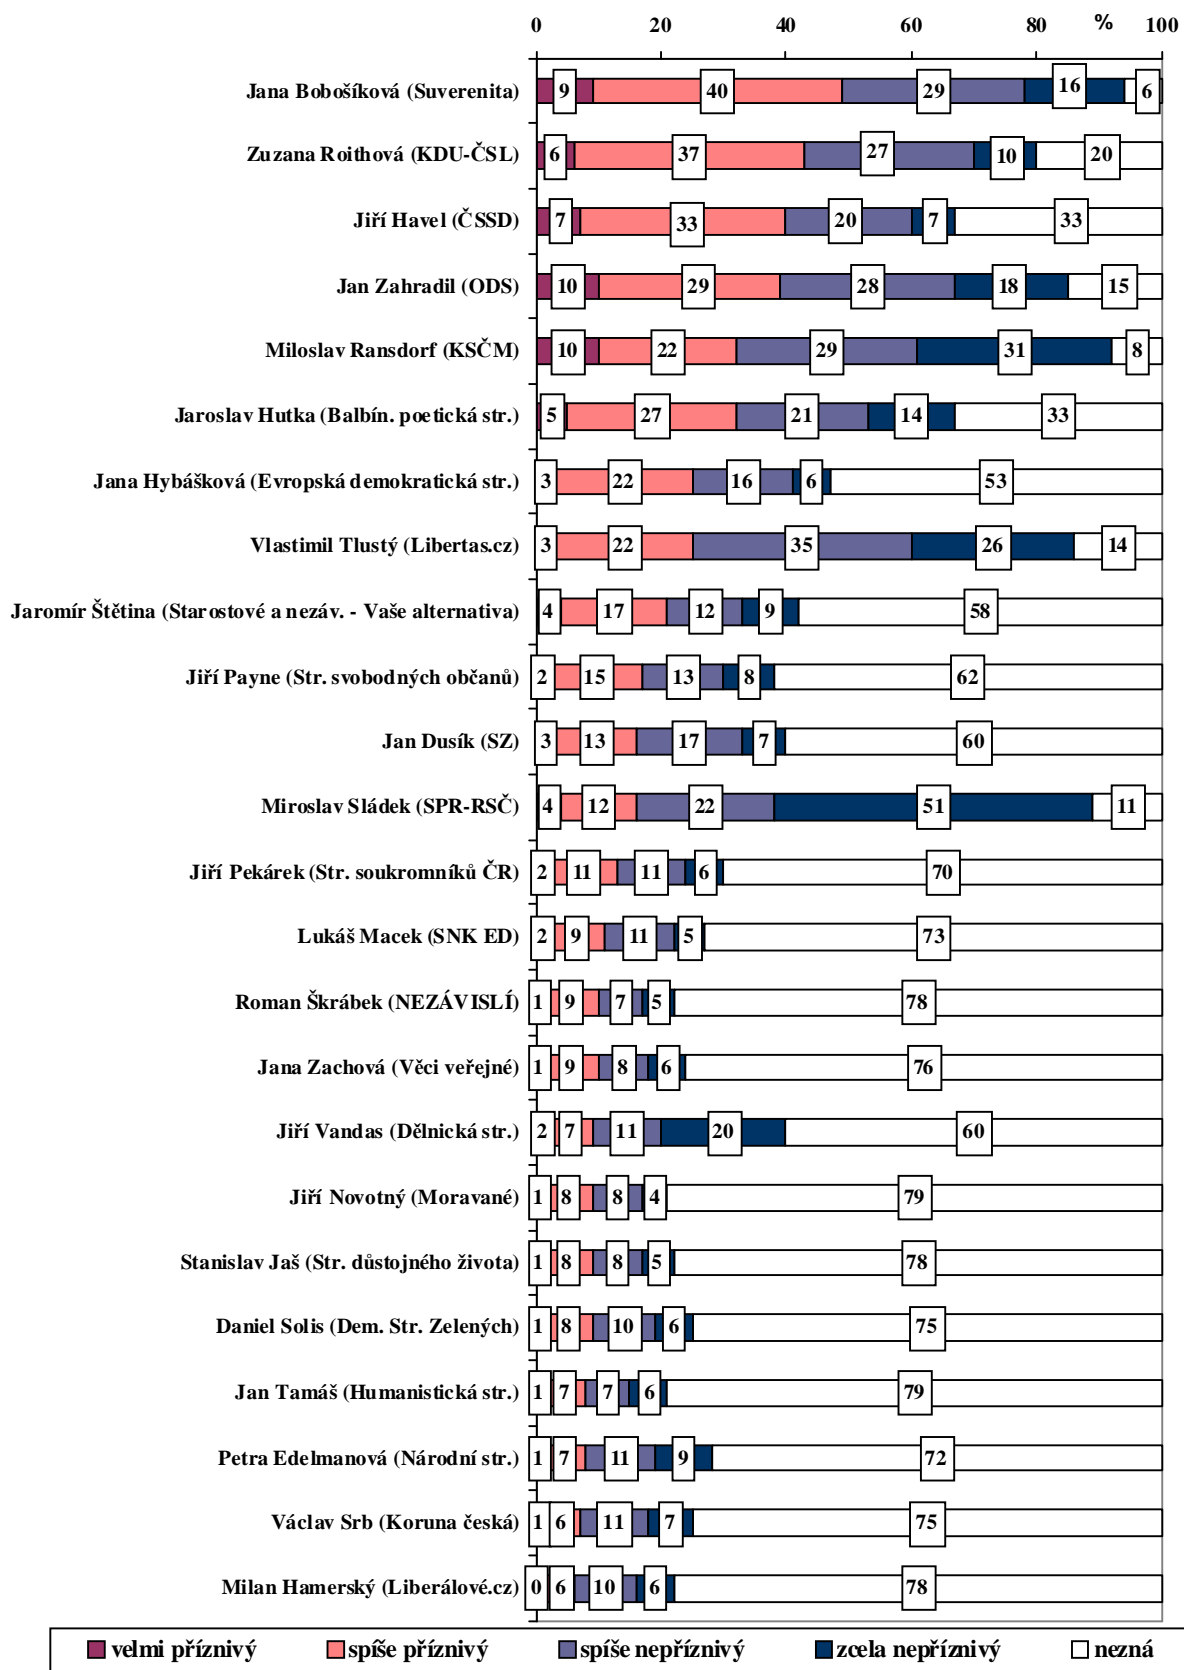 0 20 40 60 80 % 100
Jana Bobošíková (Suverenita) 9 40 29 16 6
Zuzana Roithová (KDU-ČSL) 6 37 27 10 20
Jiří Havel (ČSSD) 7 33 20 7 33
Jan Zahradil (ODS) 10 29 28 18 15
Miloslav Ransdorf (KSČM) 10 22 29 31 8
Jaroslav Hutka (Balbín. poetická str.) 5 27 21 14 33
Jana Hybášková (Evropská demokratická str.) 3 22 16 6 53
Vlastimil Tlustý (Libertas.cz) 3 22 35 26 14
Jaromír Štětina (Starostové a nezáv. - Vaše alternativa) 4 17 12 9 58
Jiří Payne (Str. svobodných občanů) 2 15 13 8 62
Jan Dusík (SZ) 3 13 17 7 60
Miroslav Sládek (SPR-RSČ) 4 12 22 51 11
Jiří Pekárek (Str. soukromníků ČR) 2 11 11 6 70
Lukáš Macek (SNK ED) 2 9 11 5 73
Roman Škrábek (NEZÁVISLÍ) 1 9 7 5 78
Jana Zachová (Věci veřejné) 1 9 8 6 76
Jiří Vandas (Dělnická str.) 2 7 11 20 60
Jiří Novotný (Moravané) 1 8 8 4 79
Stanislav Jaš (Str. důstojného života) 1 8 8 5 78
Daniel Solis (Dem. Str. Zelených) 1 8 10 6 75
Jan Tamáš (Humanistická str.) 1 7 7 6 79
Petra Edelmanová (Národní str.) 1 7 11 9 72
Václav Srb (Koruna česká) 1 6 11 7 75
Milan Hamerský (Liberálové.cz) 0 6 10 6 78
velmi příznivý spíše příznivý spíše nepříznivý zcela nepříznivý nezná